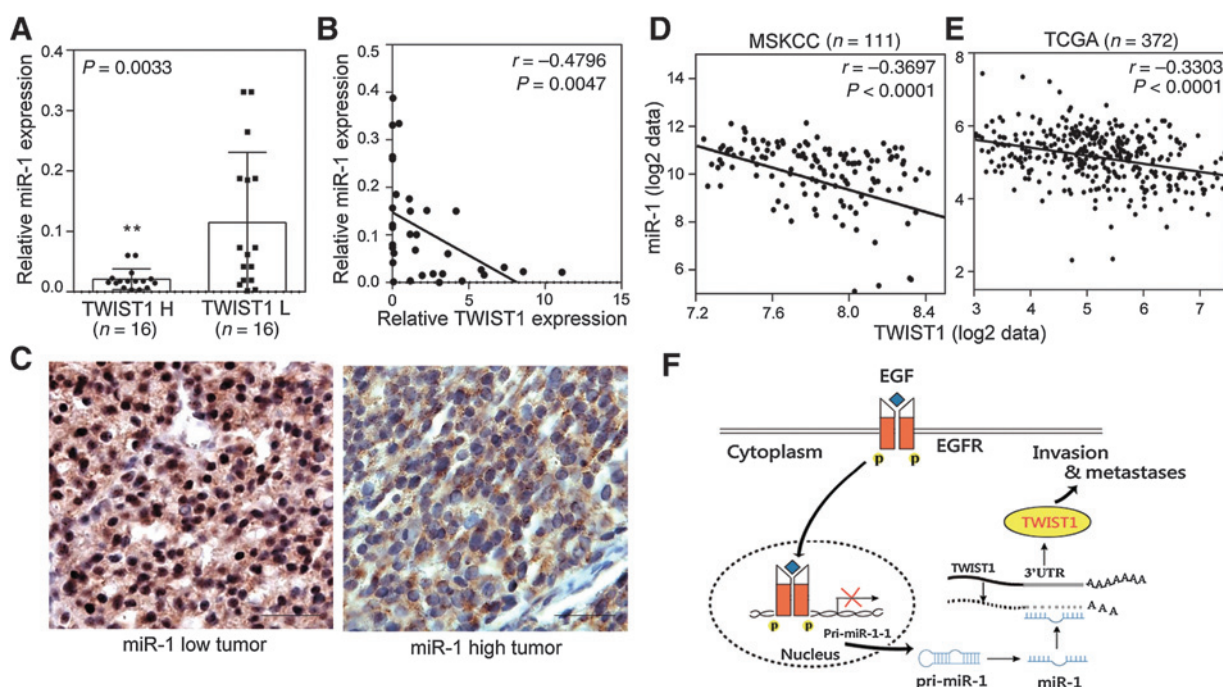 A
Relative miR-1 expression
0.4
0.3
0.2
0.1
0.0
P = 0.0033
**
TWIST1 H
(n = 16)
TWIST1 L
(n = 16)
B
Relative miR-1 expression
0.5
0.4
0.3
0.2
0.1
0.0
r = –0.4796
P = 0.0047
0 5 10 15
Relative TWIST1 expression
D
MSKCC (n = 111)
r = –0.3697
P < 0.0001
miR-1 (log2 data)
14
12
10
8
6
7.2 7.6 8.0 8.4
E
TCGA (n = 372)
r = –0.3303
P < 0.0001
8
6
4
2
3 4 5 6 7
TWIST1 (log2 data)
C
miR-1 low tumor
miR-1 high tumor
F
EGF
EGFR
Cytoplasm
p p
Invasion
& metastases
TWIST1
TWIST1
3'UTR
AAAAAAA
AAA
p p
Pri-miR-1-1
Nucleus
pri-miR-1
miR-1